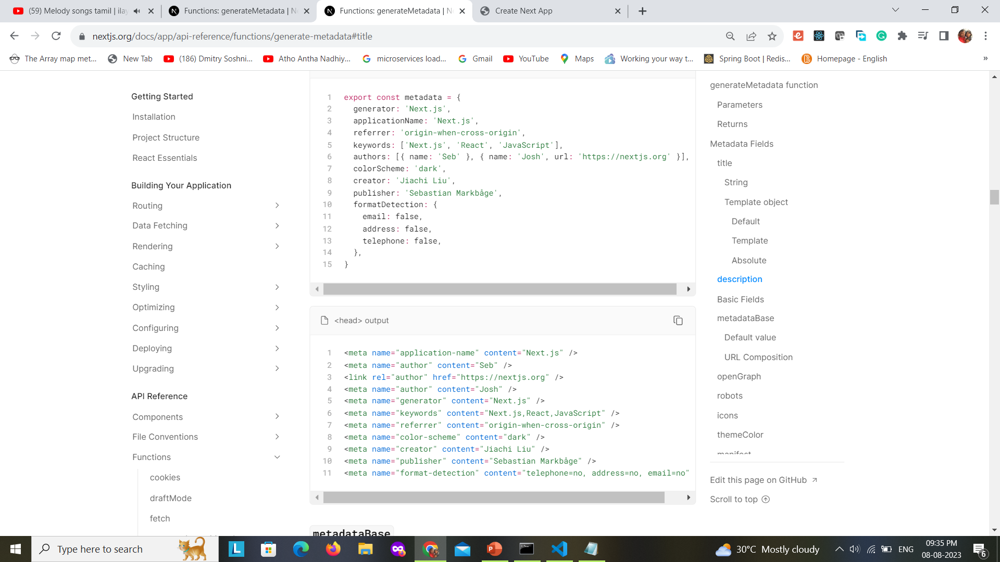 (59) Melody songs tamil | ilay
Functions: generateMetadata | Ne
Functions: generateMetadata | Ne
Create Next App
nextjs.org/docs/app/api-reference/functions/generate-metadata#title
The Array map met...
New Tab
(186) Dmitry Soshni...
Atho Antha Nadhiy...
microservices load...
Gmail
YouTube
Maps
Working your way t...
Spring Boot | Redis...
Homepage - English
»
Getting Started
Installation
Project Structure
React Essentials
Building Your Application
Routing
Data Fetching
Rendering
Caching
Styling
Optimizing
Configuring
Deploying
Upgrading
API Reference
Components
File Conventions
Functions
cookies
draftMode
fetch
1 export const metadata = {
2 generator: 'Next.js',
3 applicationName: 'Next.js',
4 referrer: 'origin-when-cross-origin',
5 keywords: ['Next.js', 'React', 'JavaScript'],
6 authors: [{ name: 'Seb' }, { name: 'Josh', url: 'https://nextjs.org' }],
7 colorScheme: 'dark',
8 creator: 'Jiachi Liu',
9 publisher: 'Sebastian Markbåge',
10 formatDetection: {
11 email: false,
12 address: false,
13 telephone: false,
14 },
15 }
<head> output
1 <meta name="application-name" content="Next.js" />
2 <meta name="author" content="Seb" />
3 <link rel="author" href="https://nextjs.org" />
4 <meta name="author" content="Josh" />
5 <meta name="generator" content="Next.js" />
6 <meta name="keywords" content="Next.js,React,JavaScript" />
7 <meta name="referrer" content="origin-when-cross-origin" />
8 <meta name="color-scheme" content="dark" />
9 <meta name="creator" content="Jiachi Liu" />
10 <meta name="publisher" content="Sebastian Markbåge" />
11 <meta name="format-detection" content="telephone=no, address=no, email=no"
metadataBase
generateMetadata function
Parameters
Returns
Metadata Fields
title
String
Template object
Default
Template
Absolute
description
Basic Fields
metadataBase
Default value
URL Composition
openGraph
robots
icons
themeColor
manifest
Edit this page on GitHub
Scroll to top
Type here to search
30°C Mostly cloudy
ENG
09:35 PM
08-08-2023
6